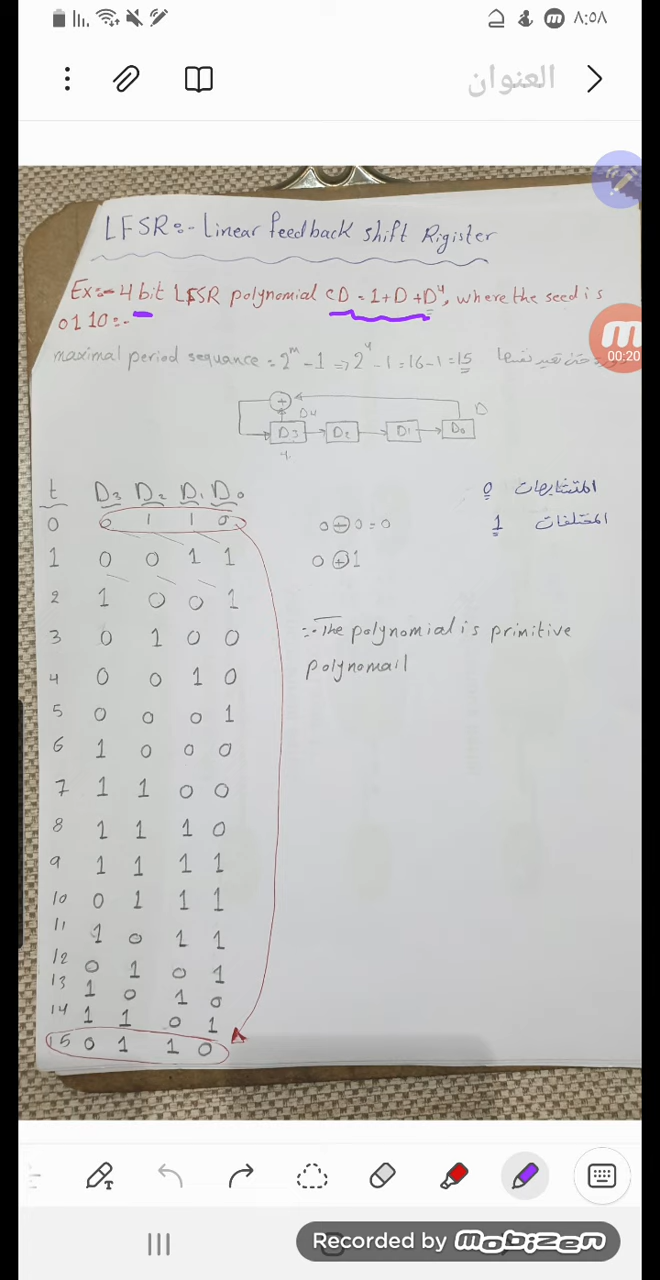 ٨:٥٨
العنوان
LFSR:- Linear feedback shift Rigister
Ex:- 4 bit LFSR polynomial cD = 1+D+D⁴, where the seed is
0110:-
00:20
maximal period sequance = 2ᵐ-1 => 2⁴-1 = 16-1 = 15
+
D4
D
D3 D2 D1 D0
4.
t D3 D2 D1 D0
0 0 1 1 0
1 0 0 1 1
2 1 0 0 1
3 0 1 0 0
4 0 0 1 0
5 0 0 0 1
6 1 0 0 0
7 1 1 0 0
8 1 1 1 0
9 1 1 1 1
10 0 1 1 1
11 1 0 1 1
12 0 1 0 1
13 1 0 1 0
14 1 1 0 1
15 0 1 1 0
المتشابهات 0
المختلفات 1
0 ⊕ 0 = 0
0 ⊕ 1
∴ The polynomial is primitive
polynomail
Recorded by mobizen